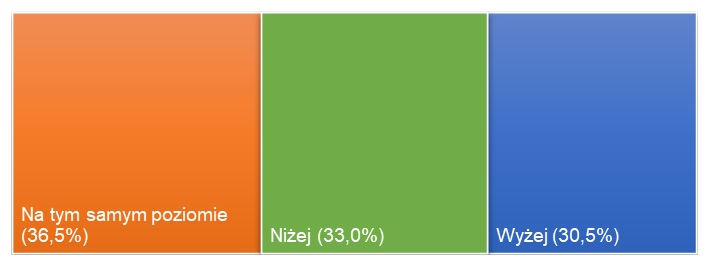 Na tym samym poziomie
(36,5%)
Niżej (33,0%)
Wyżej (30,5%)